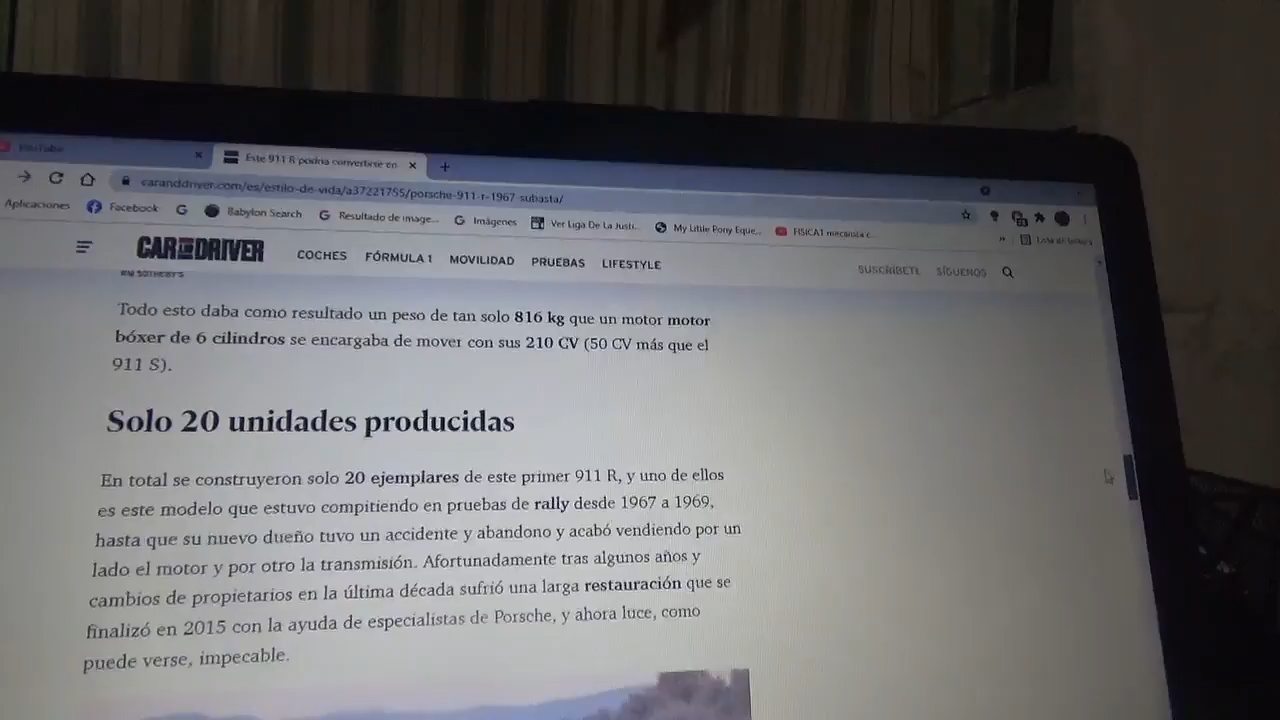 YouTube
Este 911 R podría convertirse en
caranddriver.com/es/estilo-de-vida/a37221755/porsche-911-r-1967-subasta/
Aplicaciones Facebook Babylon Search Resultado de image... Imágenes Ver Liga De La Justi... My Little Pony Eque... FISICA1 mecanica c...
CAR AND DRIVER COCHES FÓRMULA 1 MOVILIDAD PRUEBAS LIFESTYLE SUSCRÍBETE SÍGUENOS
RM SOTHEBY'S
Todo esto daba como resultado un peso de tan solo 816 kg que un motor motor
bóxer de 6 cilindros se encargaba de mover con sus 210 CV (50 CV más que el
911 S).
Solo 20 unidades producidas
En total se construyeron solo 20 ejemplares de este primer 911 R, y uno de ellos
es este modelo que estuvo compitiendo en pruebas de rally desde 1967 a 1969,
hasta que su nuevo dueño tuvo un accidente y abandono y acabó vendiendo por un
lado el motor y por otro la transmisión. Afortunadamente tras algunos años y
cambios de propietarios en la última década sufrió una larga restauración que se
finalizó en 2015 con la ayuda de especialistas de Porsche, y ahora luce, como
puede verse, impecable.